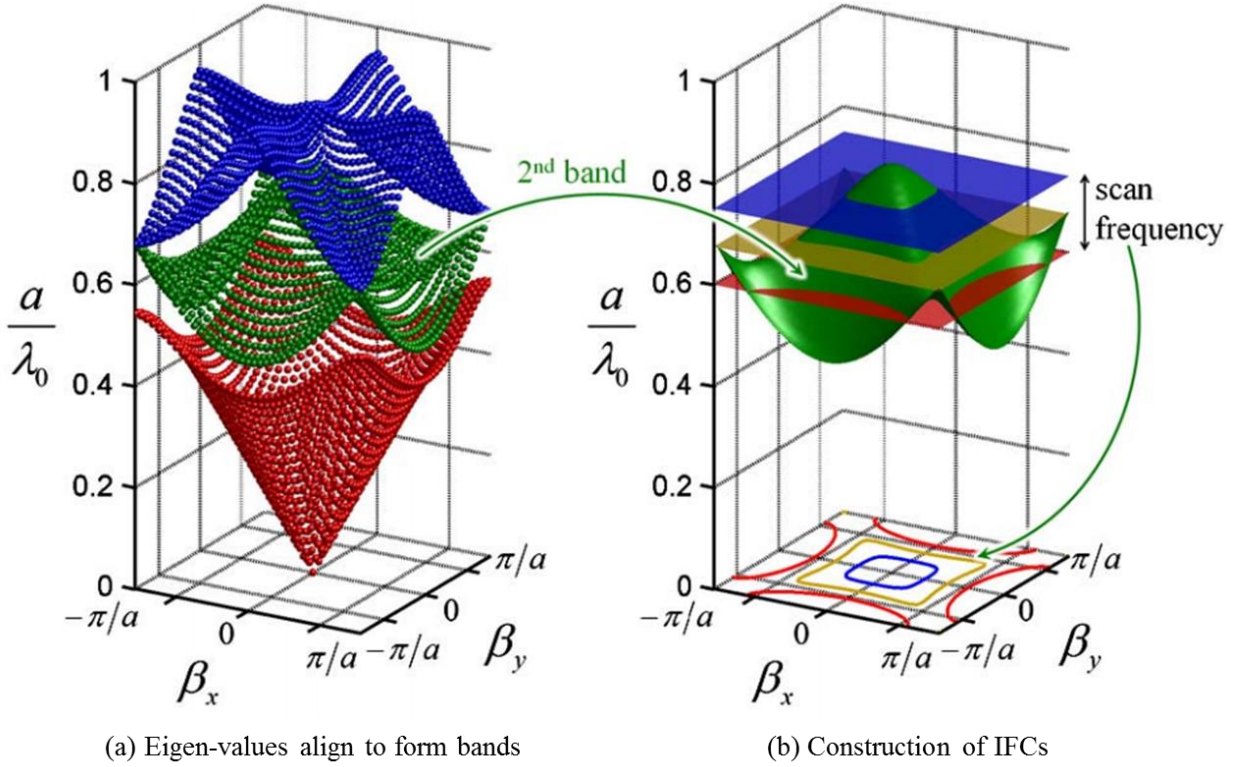 1
0.8
0.6
0.4
0.2
0
a
λ₀
−π/a
0
π/a
βₓ
−π/a
0
π/a
β_y
2nd band
1
0.8
0.6
0.4
0.2
0
a
λ₀
−π/a
0
π/a
βₓ
−π/a
0
π/a
β_y
scan
frequency
(a) Eigen-values align to form bands
(b) Construction of IFCs